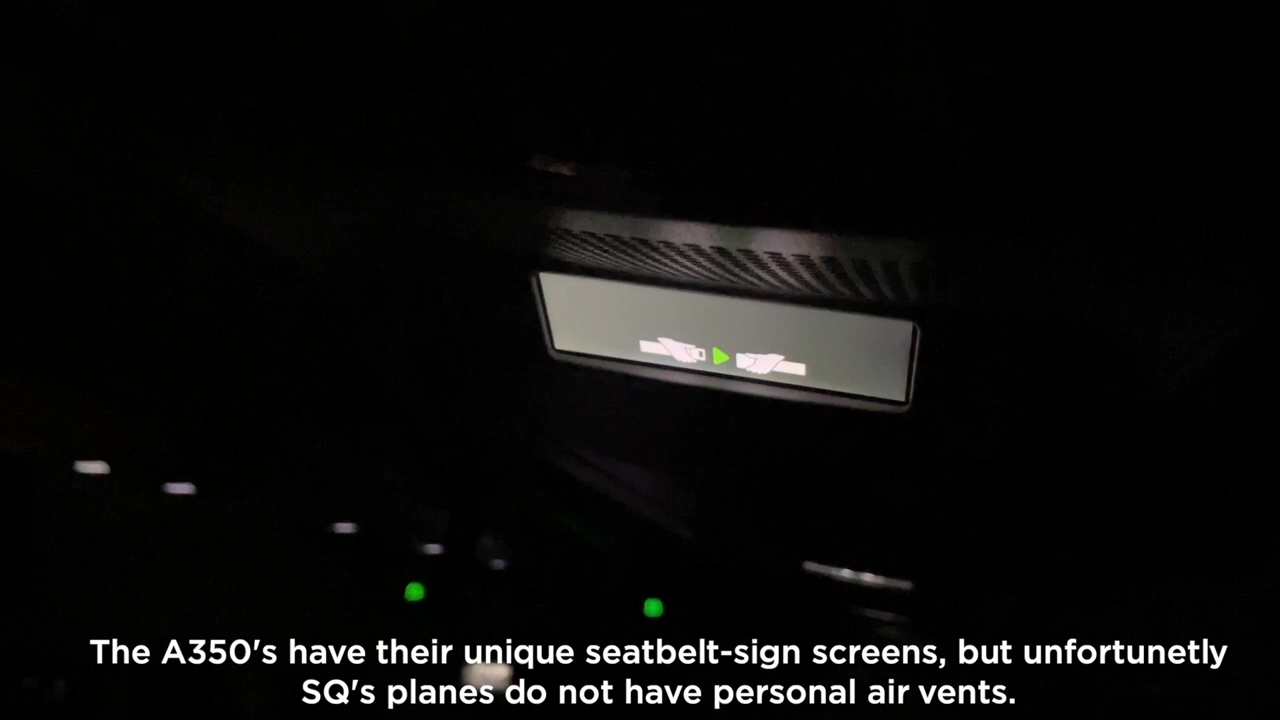 The A350's have their unique seatbelt-sign screens, but unfortunetly
SQ's planes do not have personal air vents.